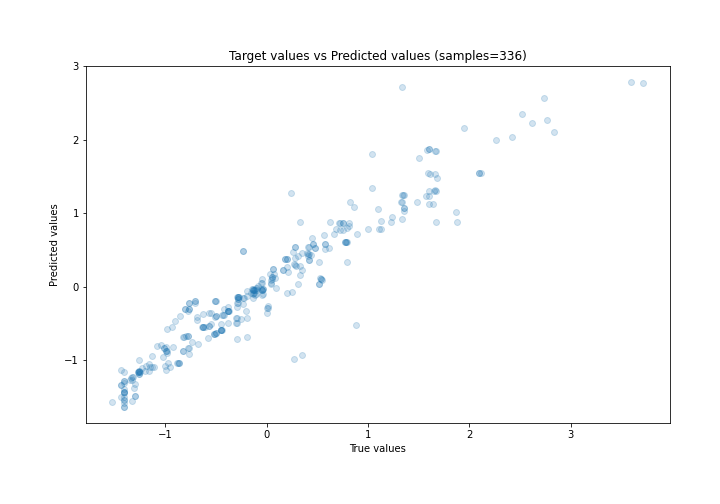 Target values vs Predicted values (samples=336)
3
2
1
0
−1
Predicted values
−1 0 1 2 3
True values